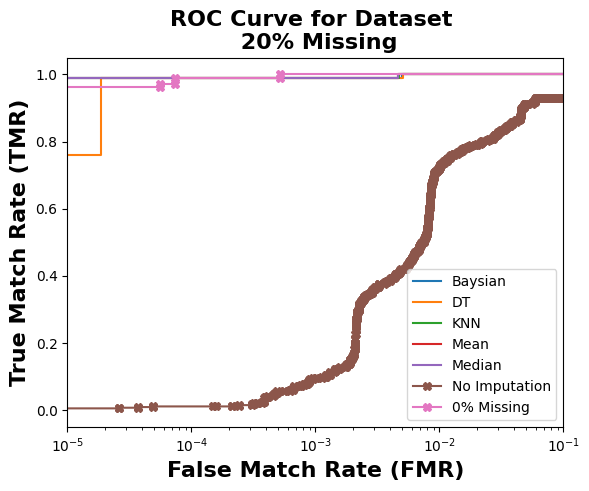 ROC Curve for Dataset
20% Missing
True Match Rate (TMR)
1.0
0.8
0.6
0.4
0.2
0.0
Baysian
DT
KNN
Mean
Median
No Imputation
0% Missing
10⁻⁵
10⁻⁴
10⁻³
10⁻²
10⁻¹
False Match Rate (FMR)